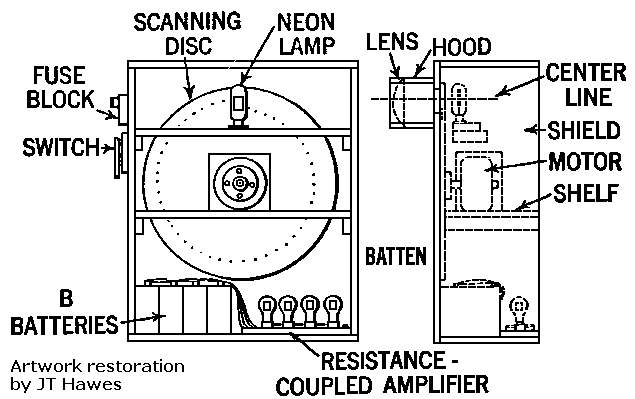 SCANNING
DISC
NEON
LAMP
LENS
HOOD
FUSE
BLOCK
CENTER
LINE
SWITCH
SHIELD
MOTOR
SHELF
BATTEN
B
BATTERIES
RESISTANCE -
COUPLED AMPLIFIER
Artwork restoration
by JT Hawes